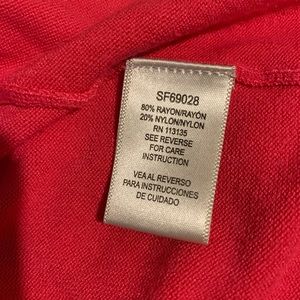 SF69028
80% RAYON/RAYÓN
20% NYLON/NYLON
RN 113135
SEE REVERSE
FOR CARE
INSTRUCTION
VEA AL REVERSO
PARA INSTRUCCIONES
DE CUIDADO